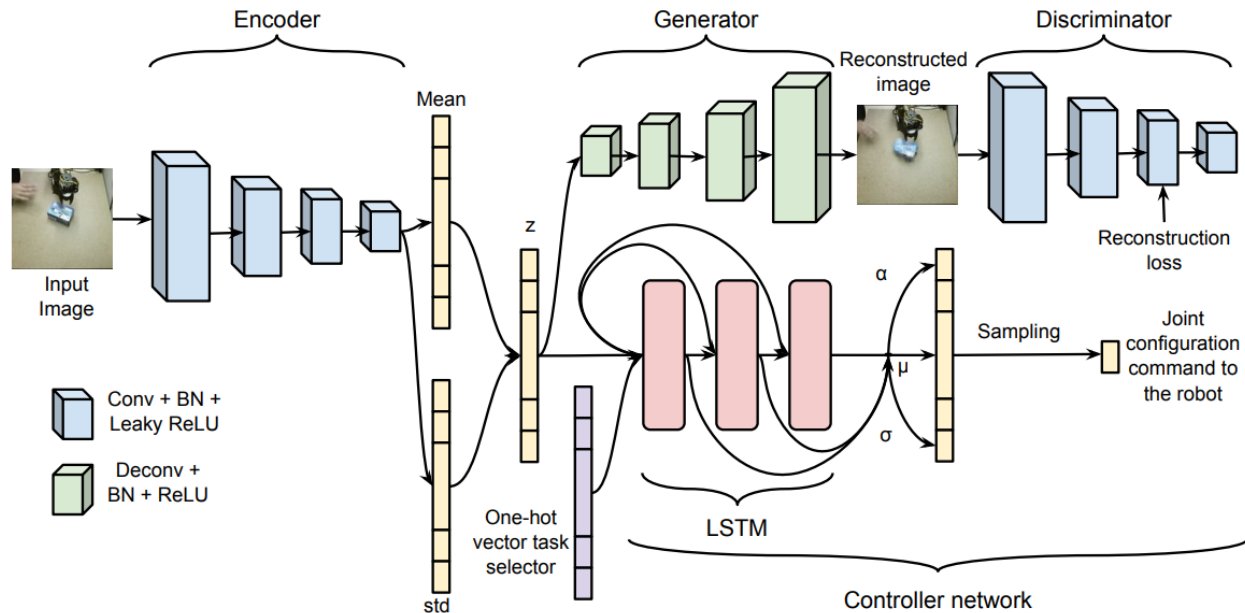 Encoder
Generator
Discriminator
Mean
Reconstructed
image
Input
Image
z
Reconstruction
loss
α
μ
σ
Sampling
Joint
configuration
command to
the robot
Conv + BN +
Leaky ReLU
Deconv +
BN + ReLU
One-hot
vector task
selector
LSTM
std
Controller network